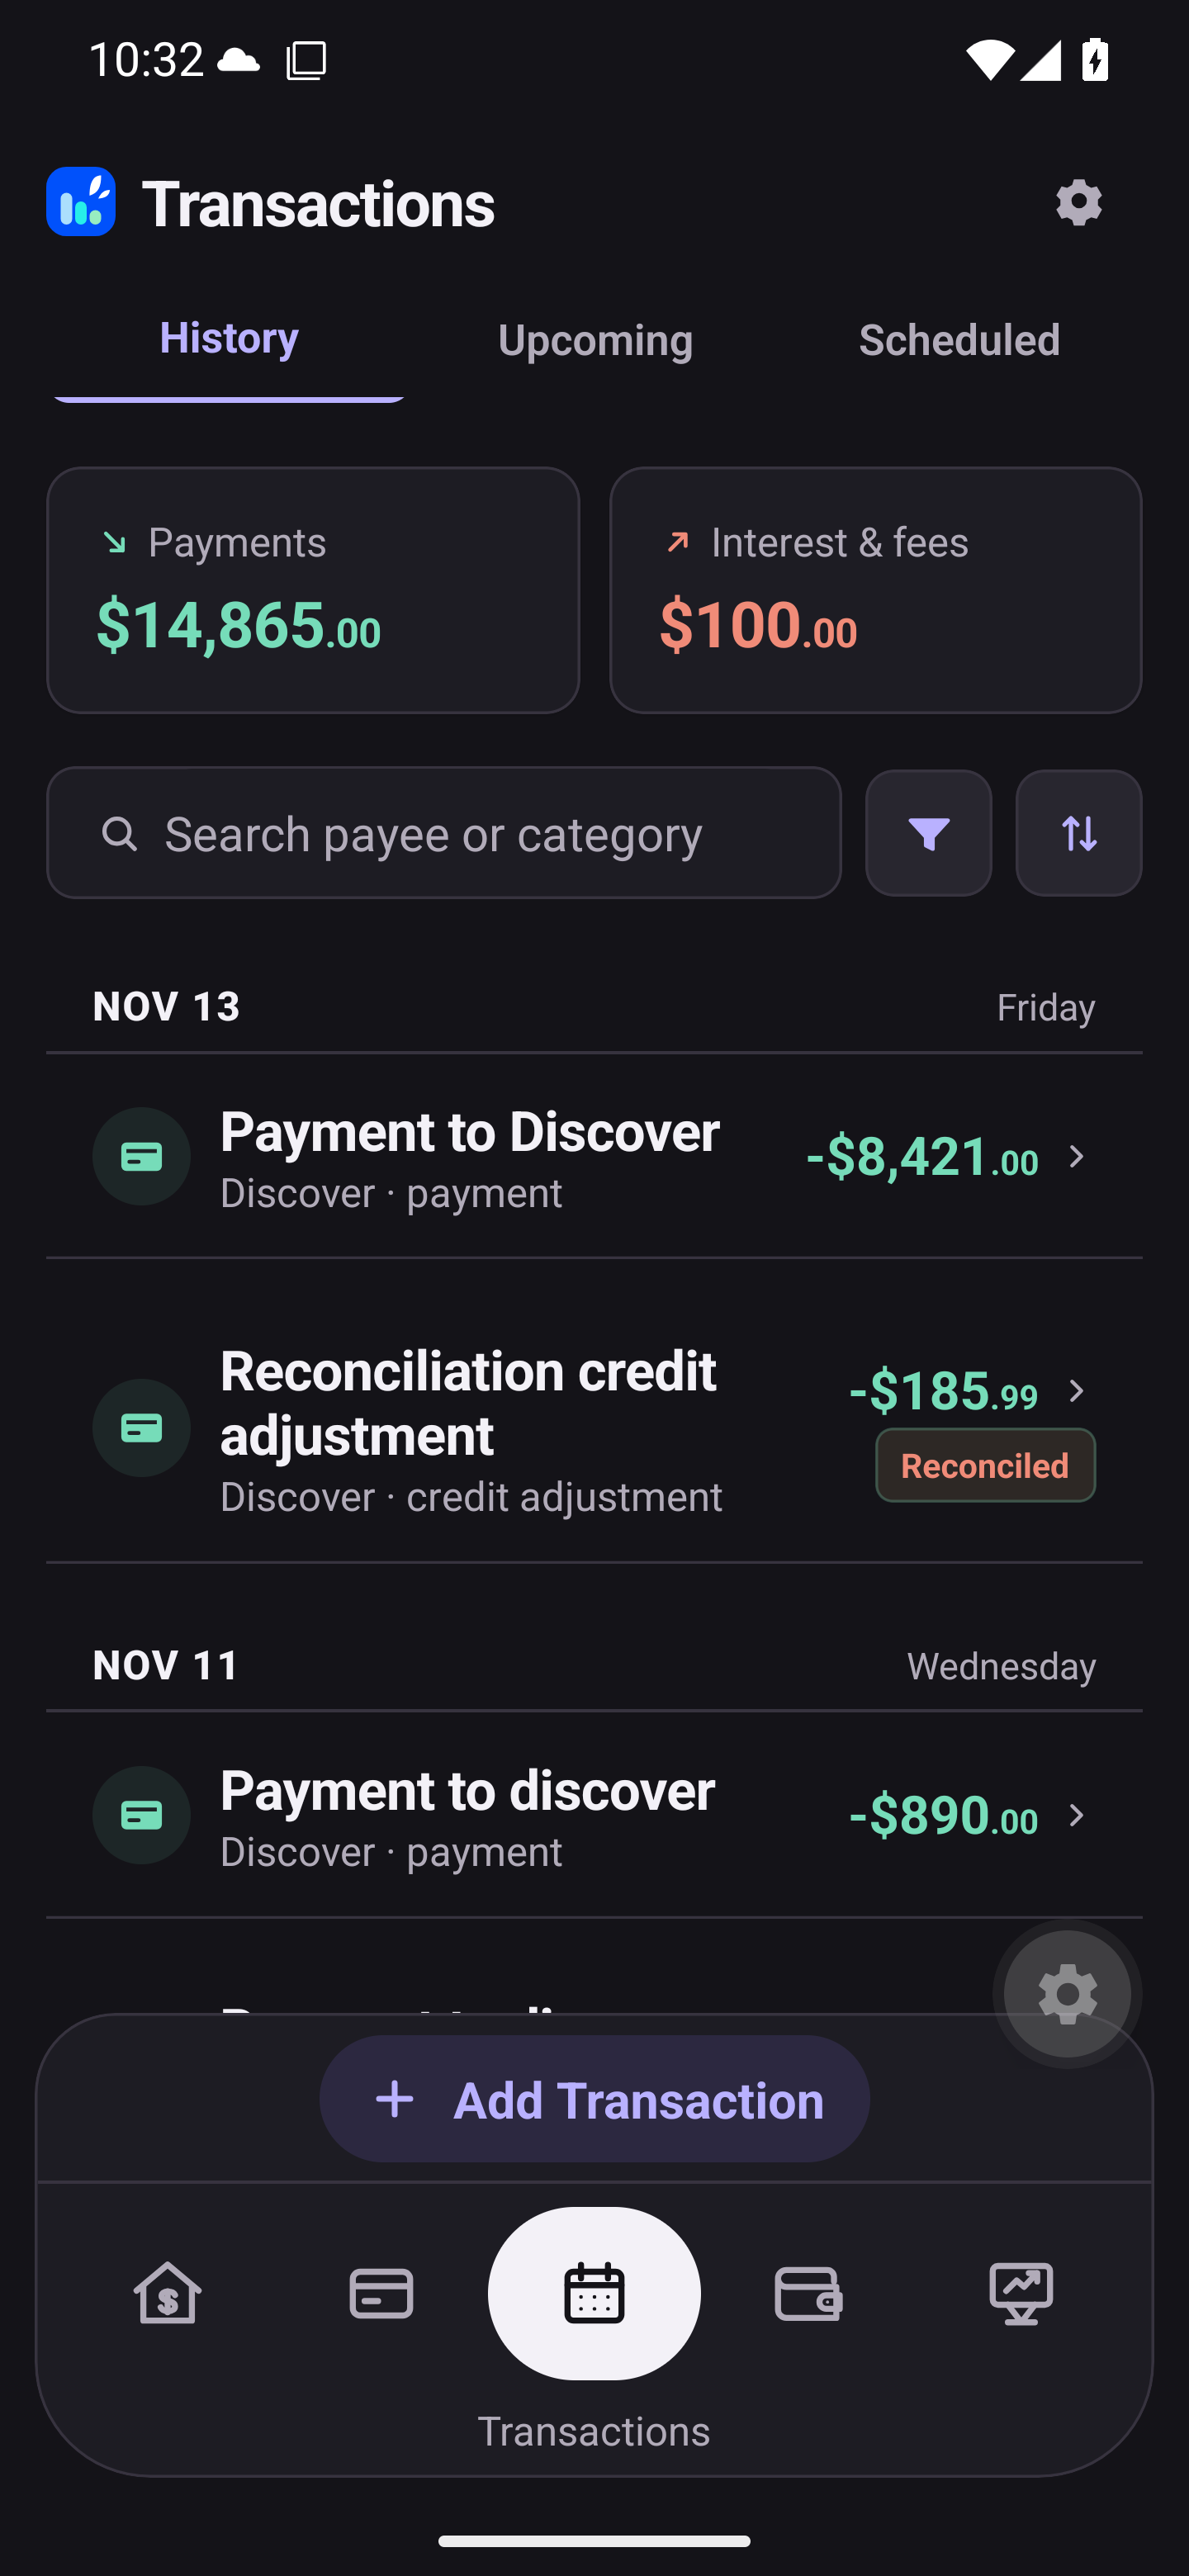 10:32
Transactions
History Upcoming Scheduled
Payments Interest & fees
$14,865.00 $100.00
Search payee or category
NOV 13 Friday
Payment to Discover
-$8,421.00
Discover · payment
Reconciliation credit
adjustment
-$185.99
Reconciled
Discover · credit adjustment
NOV 11 Wednesday
Payment to discover
-$890.00
Discover · payment
Add Transaction
Transactions